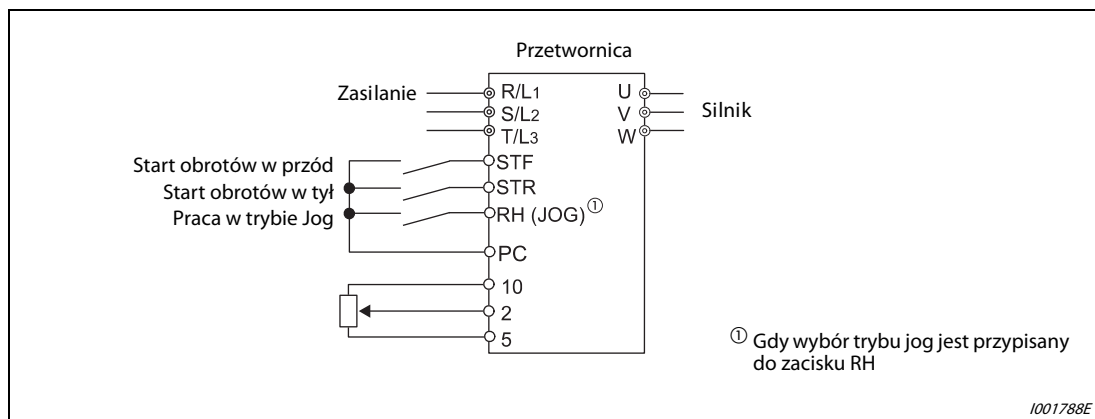 Przetwornica
Zasilanie
R/L1
S/L2
T/L3
U
V
W
Silnik
Start obrotów w przód
Start obrotów w tył
Praca w trybie Jog
STF
STR
RH (JOG)①
PC
10
2
5
① Gdy wybór trybu jog jest przypisany
do zacisku RH
I001788E